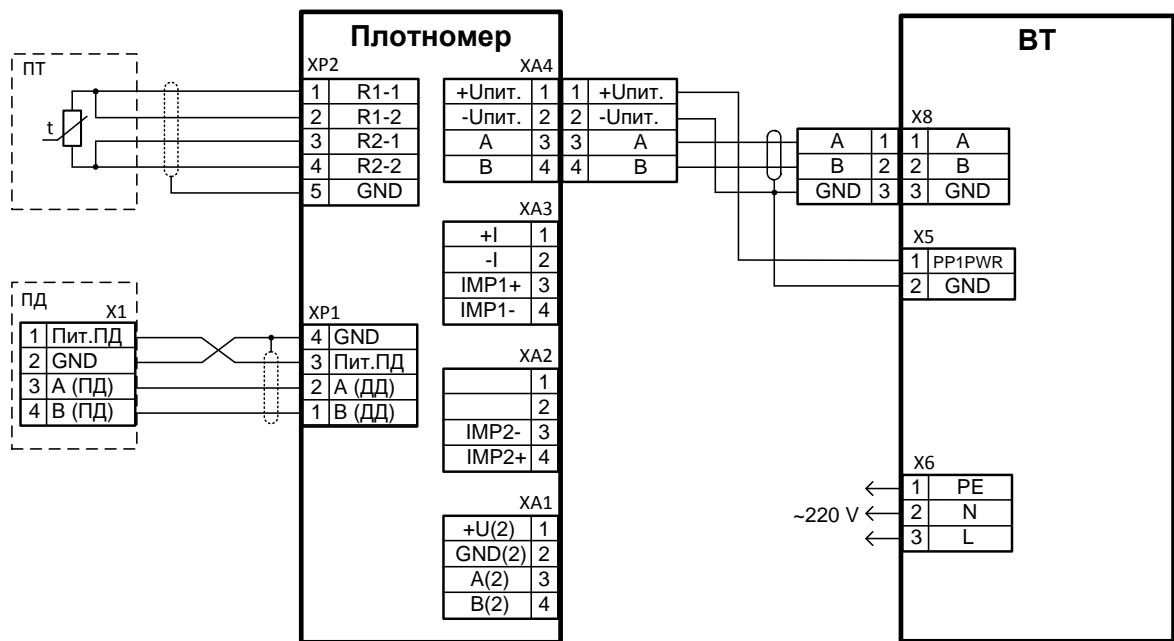 Плотномер
ВТ
ПТ
t
XP2
1 R1-1
2 R1-2
3 R2-1
4 R2-2
5 GND
XA4
+Uпит. 1 1 +Uпит.
-Uпит. 2 2 -Uпит.
A 3 3 A
B 4 4 B
X8
A 1 1 A
B 2 2 B
GND 3 3 GND
XA3
+I 1
-I 2
IMP1+ 3
IMP1- 4
X5
1 PP1PWR
2 GND
ПД
X1
1 Пит.ПД
2 GND
3 А (ПД)
4 В (ПД)
XP1
4 GND
3 Пит.ПД
2 А (ДД)
1 В (ДД)
XA2
1
2
IMP2- 3
IMP2+ 4
X6
~220 V
1 PE
2 N
3 L
XA1
+U(2) 1
GND(2) 2
A(2) 3
B(2) 4